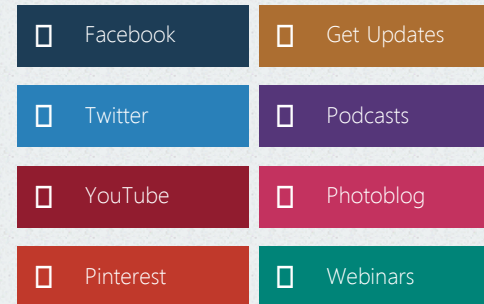 Facebook
Get Updates
Twitter
Podcasts
YouTube
Photoblog
Pinterest
Webinars